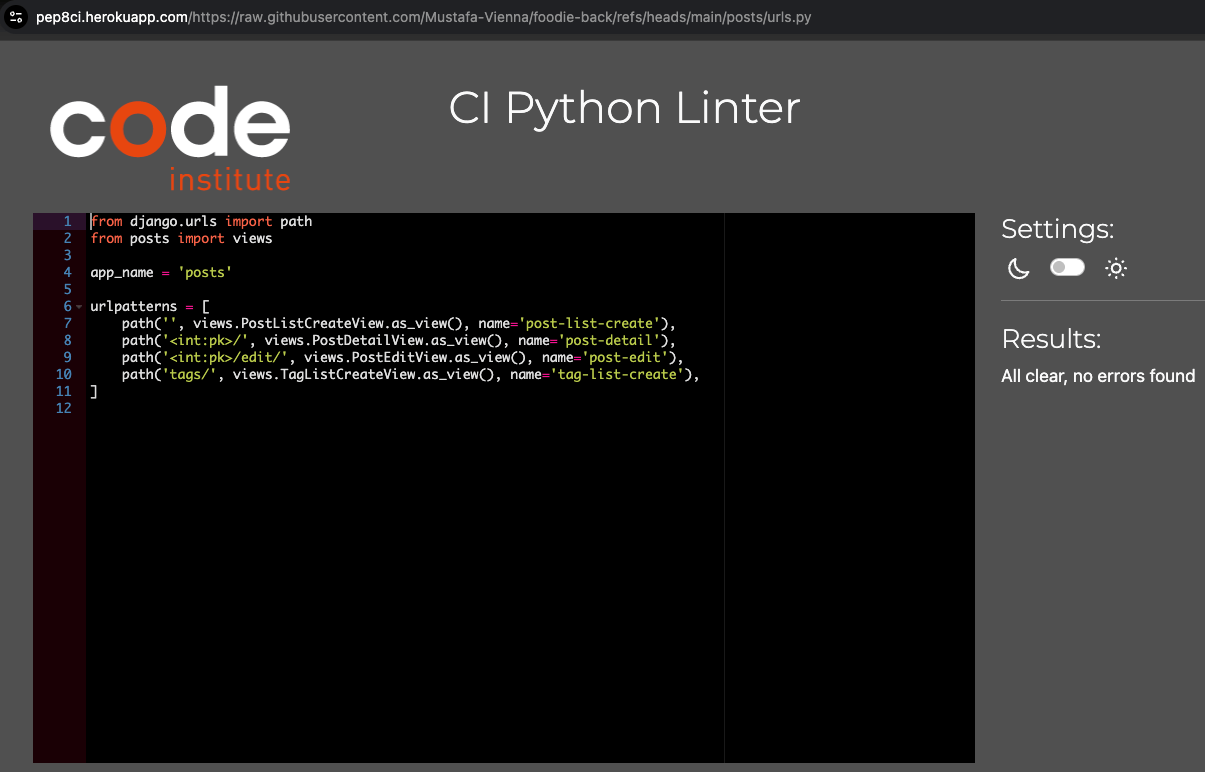 pep8ci.herokuapp.com/https://raw.githubusercontent.com/Mustafa-Vienna/foodie-back/refs/heads/main/posts/urls.py
code
institute
CI Python Linter
1 from django.urls import path
2 from posts import views
3
4 app_name = 'posts'
5
6 urlpatterns = [
7     path('', views.PostListCreateView.as_view(), name='post-list-create'),
8     path('<int:pk>/', views.PostDetailView.as_view(), name='post-detail'),
9     path('<int:pk>/edit/', views.PostEditView.as_view(), name='post-edit'),
10     path('tags/', views.TagListCreateView.as_view(), name='tag-list-create'),
11 ]
12
Settings:
Results:
All clear, no errors found